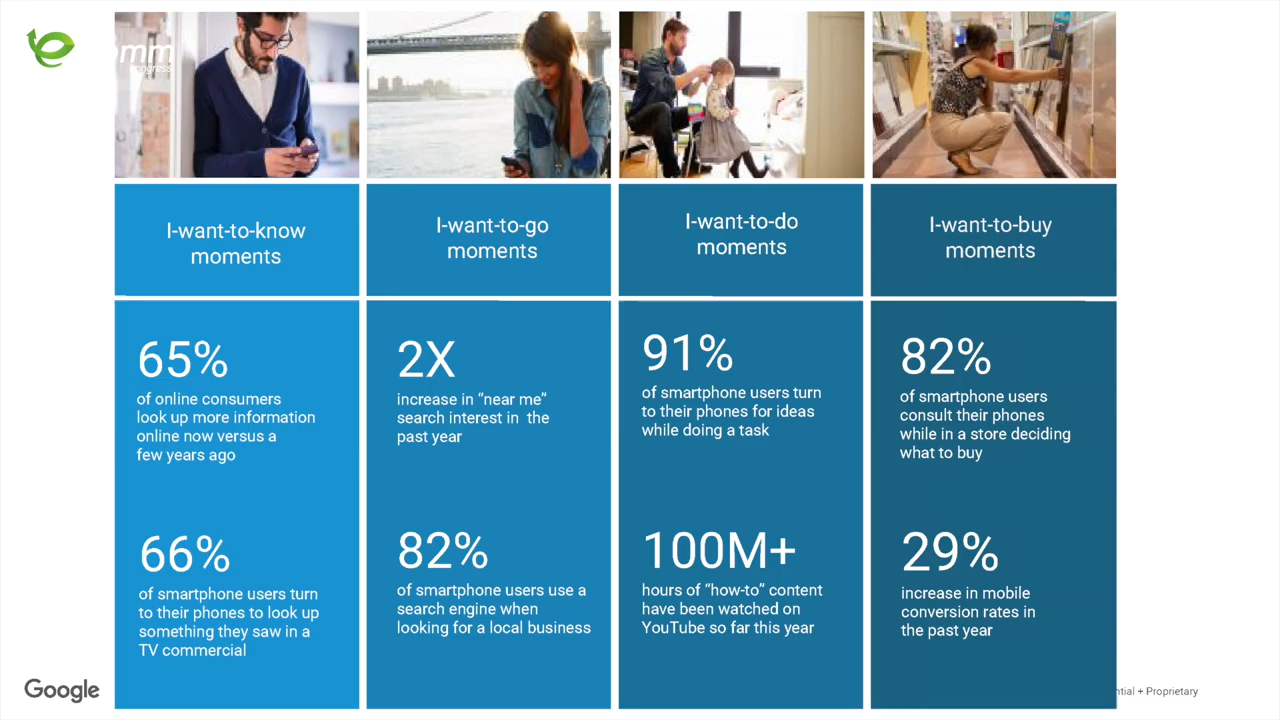 omm
congress
I-want-to-know
moments
I-want-to-go
moments
I-want-to-do
moments
I-want-to-buy
moments
65%
of online consumers
look up more information
online now versus a
few years ago
66%
of smartphone users turn
to their phones to look up
something they saw in a
TV commercial
2X
increase in “near me”
search interest in the
past year
82%
of smartphone users use a
search engine when
looking for a local business
91%
of smartphone users turn
to their phones for ideas
while doing a task
100M+
hours of “how-to” content
have been watched on
YouTube so far this year
82%
of smartphone users
consult their phones
while in a store deciding
what to buy
29%
increase in mobile
conversion rates in
the past year
Google
ntial + Proprietary